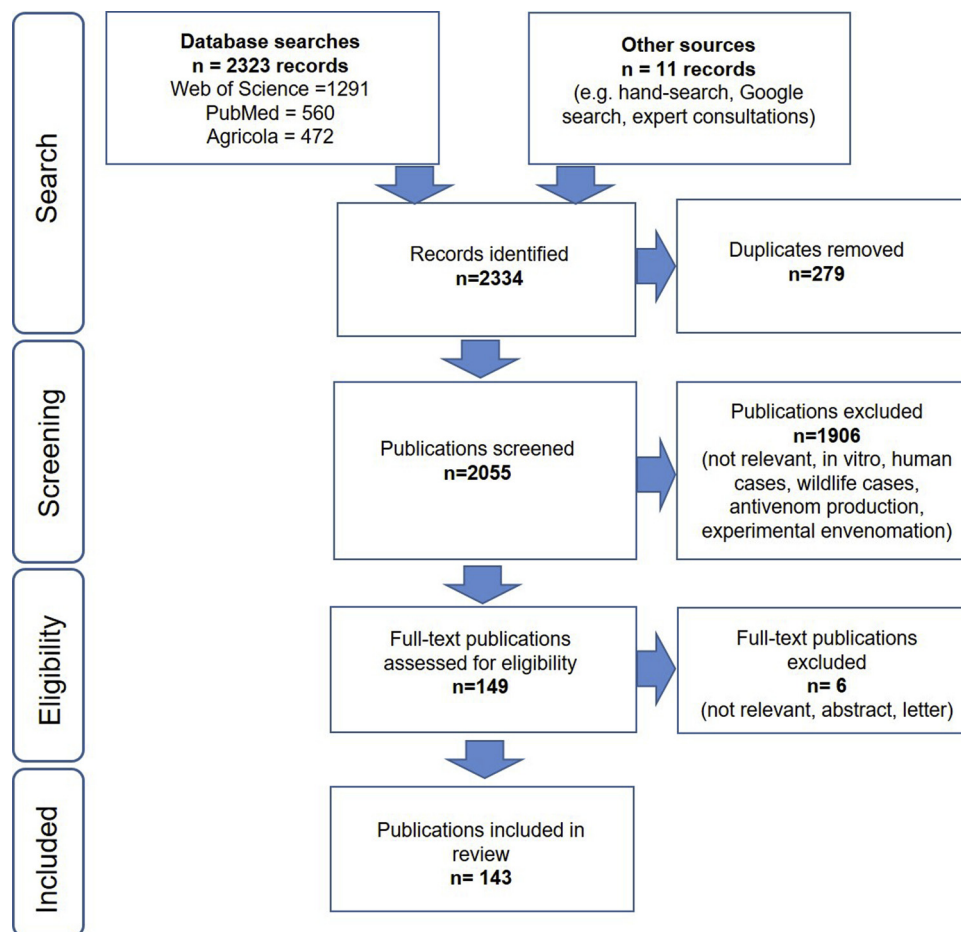 Search
Database searches
n = 2323 records
Web of Science =1291
PubMed = 560
Agricola = 472
Other sources
n = 11 records
(e.g. hand-search, Google
search, expert consultations)
Records identified
n=2334
Duplicates removed
n=279
Screening
Publications screened
n=2055
Publications excluded
n=1906
(not relevant, in vitro, human
cases, wildlife cases,
antivenom production,
experimental envenomation)
Eligibility
Full-text publications
assessed for eligibility
n=149
Full-text publications
excluded
n= 6
(not relevant, abstract, letter)
Included
Publications included in
review
n= 143